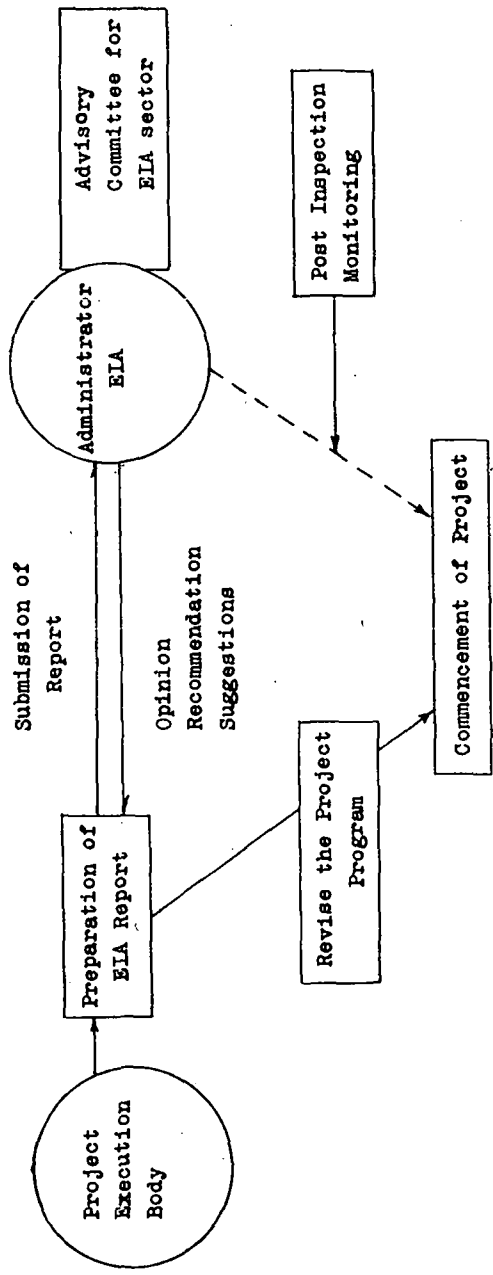 Project
Execution
Body
Preparation of
EIA Report
Submission of
Report
Opinion
Recommendation
Suggestions
Administrator
EIA
Advisory
Committee for
EIA sector
Revise the Project
Program
Post Inspection
Monitoring
Commencement of Project